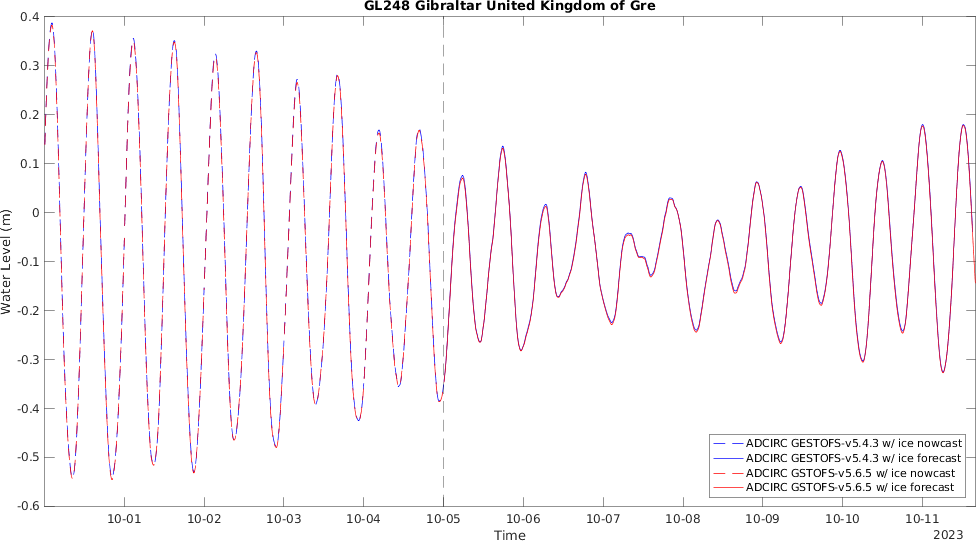 GL248 Gibraltar United Kingdom of Gre
0.4
0.3
0.2
0.1
0
-0.1
-0.2
-0.3
-0.4
-0.5
-0.6
Water Level (m)
10-01 10-02 10-03 10-04 10-05 10-06 10-07 10-08 10-09 10-10 10-11
Time
2023
ADCIRC GESTOFS-v5.4.3 w/ ice nowcast
ADCIRC GESTOFS-v5.4.3 w/ ice forecast
ADCIRC GSTOFS-v5.6.5 w/ ice nowcast
ADCIRC GSTOFS-v5.6.5 w/ ice forecast